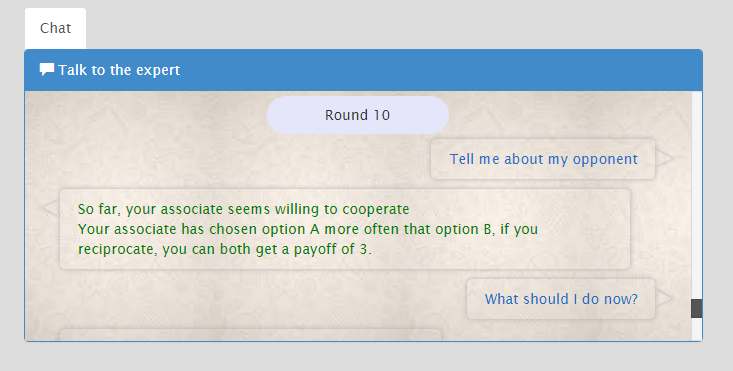 Chat
Talk to the expert
Round 10
Tell me about my opponent
So far, your associate seems willing to cooperate
Your associate has chosen option A more often that option B, if you
reciprocate, you can both get a payoff of 3.
What should I do now?